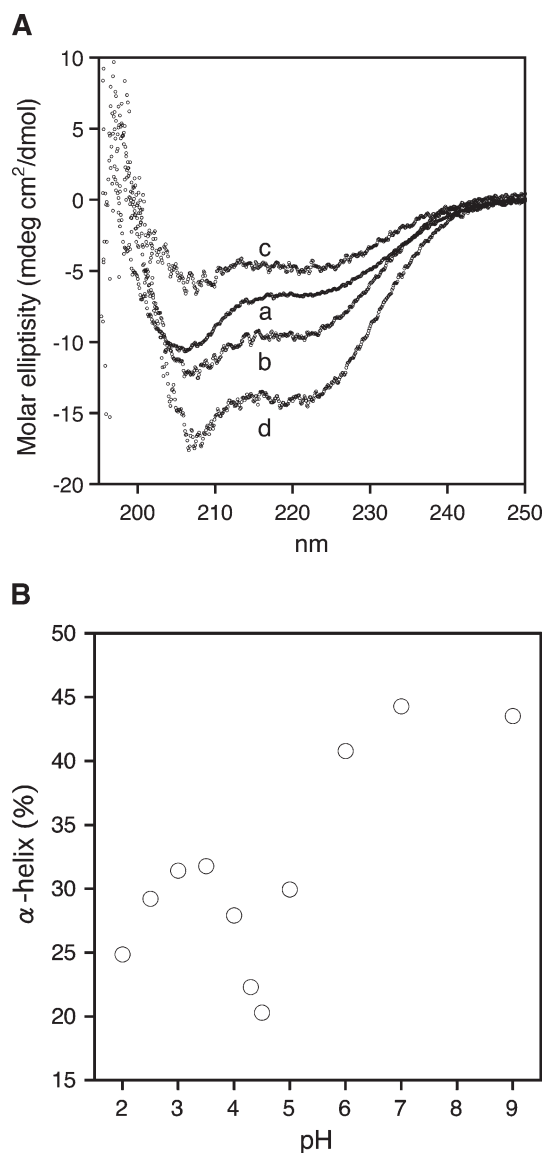 A
Molar elliptisity (mdeg cm²/dmol)
10
5
0
-5
-10
-15
-20
c
a
b
d
200 210 220 230 240 250
nm
B
α-helix (%)
50
45
40
35
30
25
20
15
2 3 4 5 6 7 8 9
pH